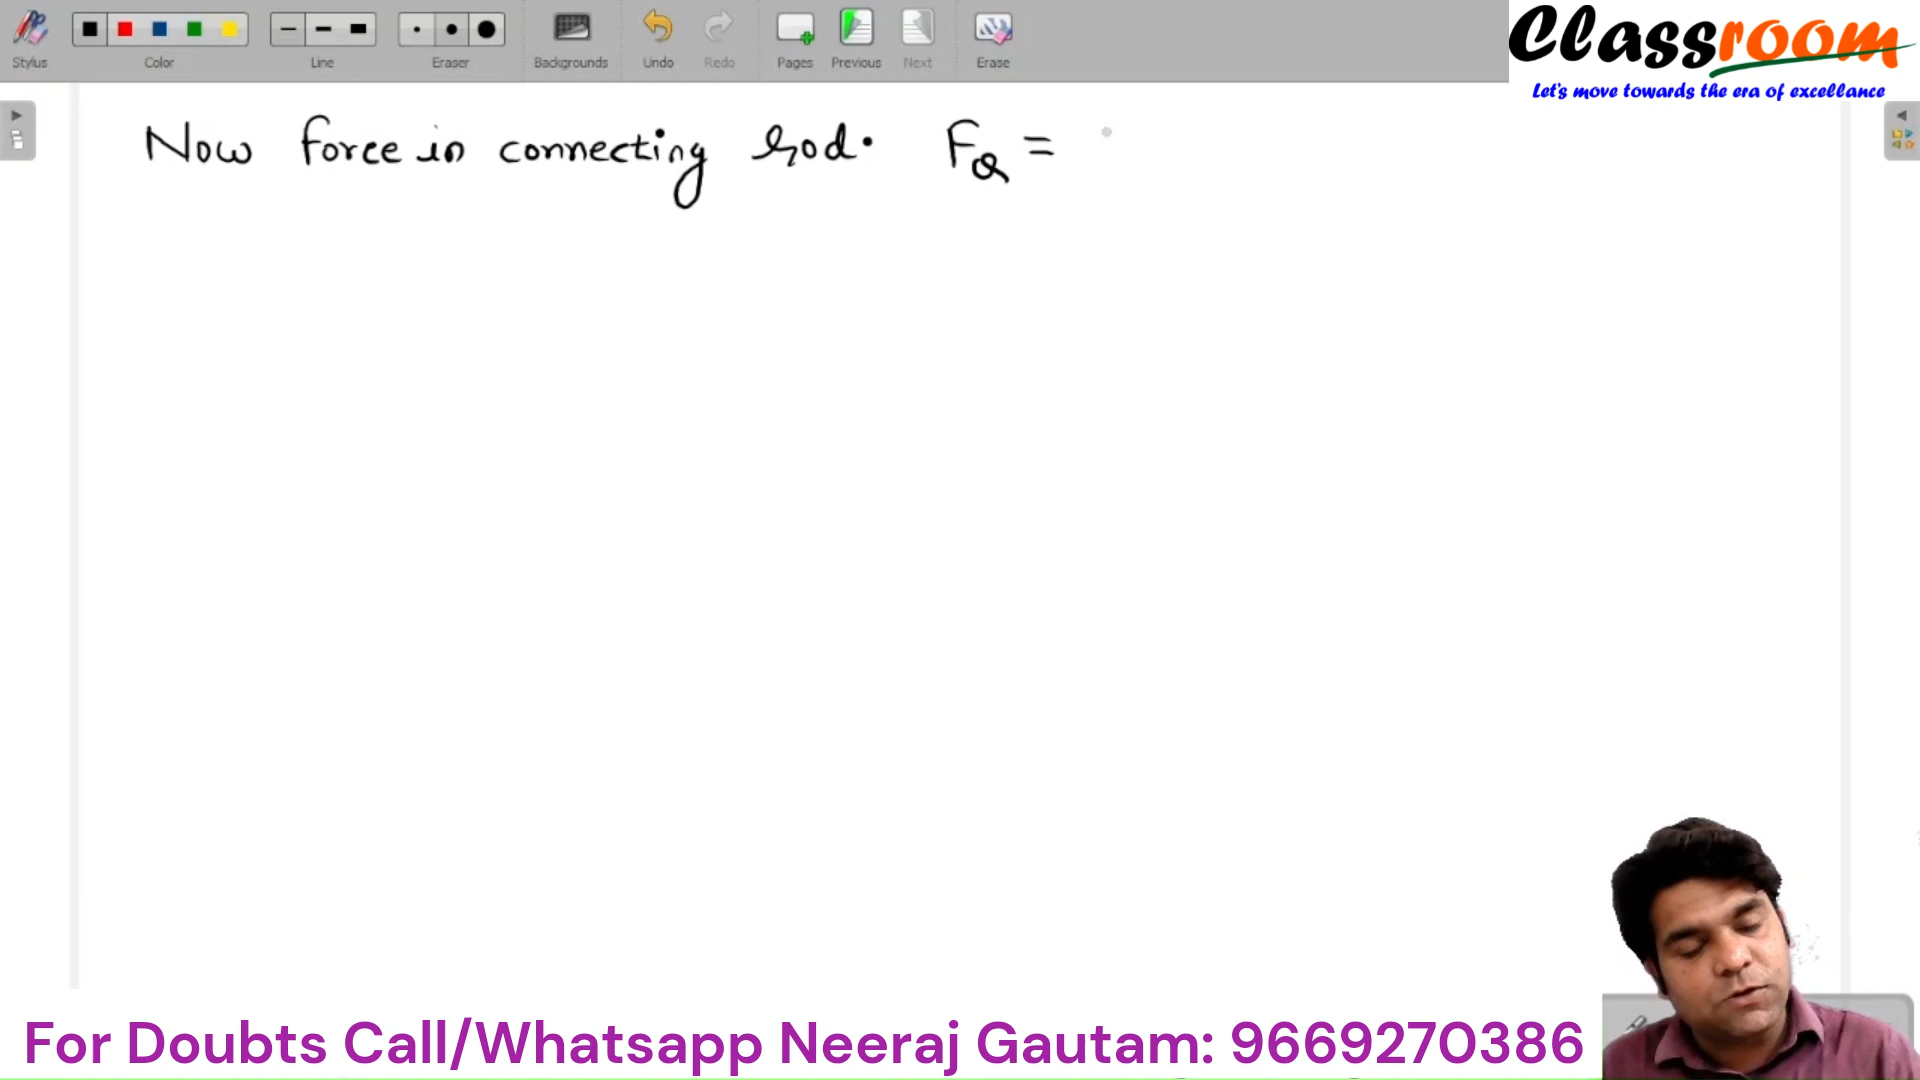 Stylus
Color
Line
Eraser
Backgrounds
Undo
Redo
Pages
Previous
Next
Erase
Classroom
Let's move towards the era of excellance
Now force in connecting rod. F_Q =
For Doubts Call/Whatsapp Neeraj Gautam: 9669270386